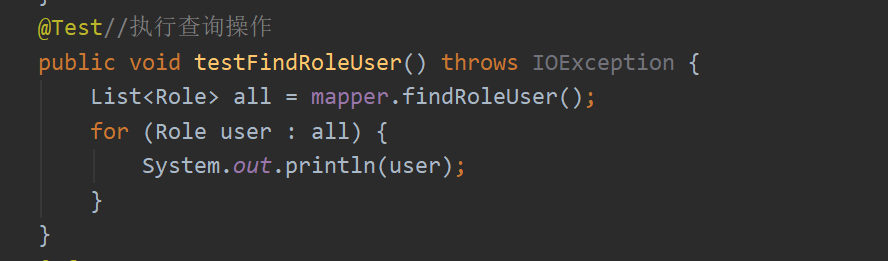 }
@Test//执行查询操作
public void testFindRoleUser() throws IOException {
List<Role> all = mapper.findRoleUser();
for (Role user : all) {
System.out.println(user);
}
}